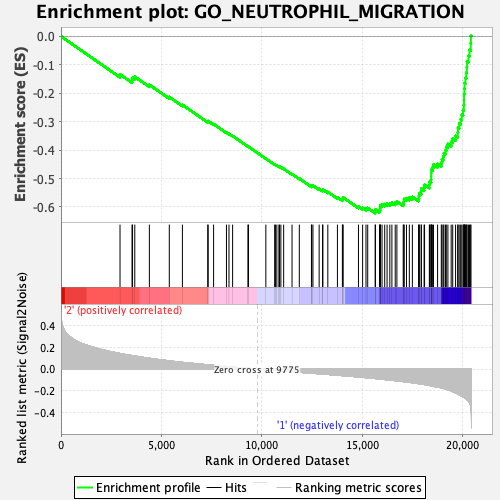 Enrichment plot: GO_NEUTROPHIL_MIGRATION
Enrichment score (ES)
0.0
-0.1
-0.2
-0.3
-0.4
-0.5
-0.6
Ranked list metric (Signal2Noise)
'2' (positively correlated)
0.4
0.2
0.0
-0.2
-0.4
Zero cross at 9775
'1' (negatively correlated)
0
5,000
10,000
15,000
20,000
Rank in Ordered Dataset
Enrichment profile
Hits
Ranking metric scores